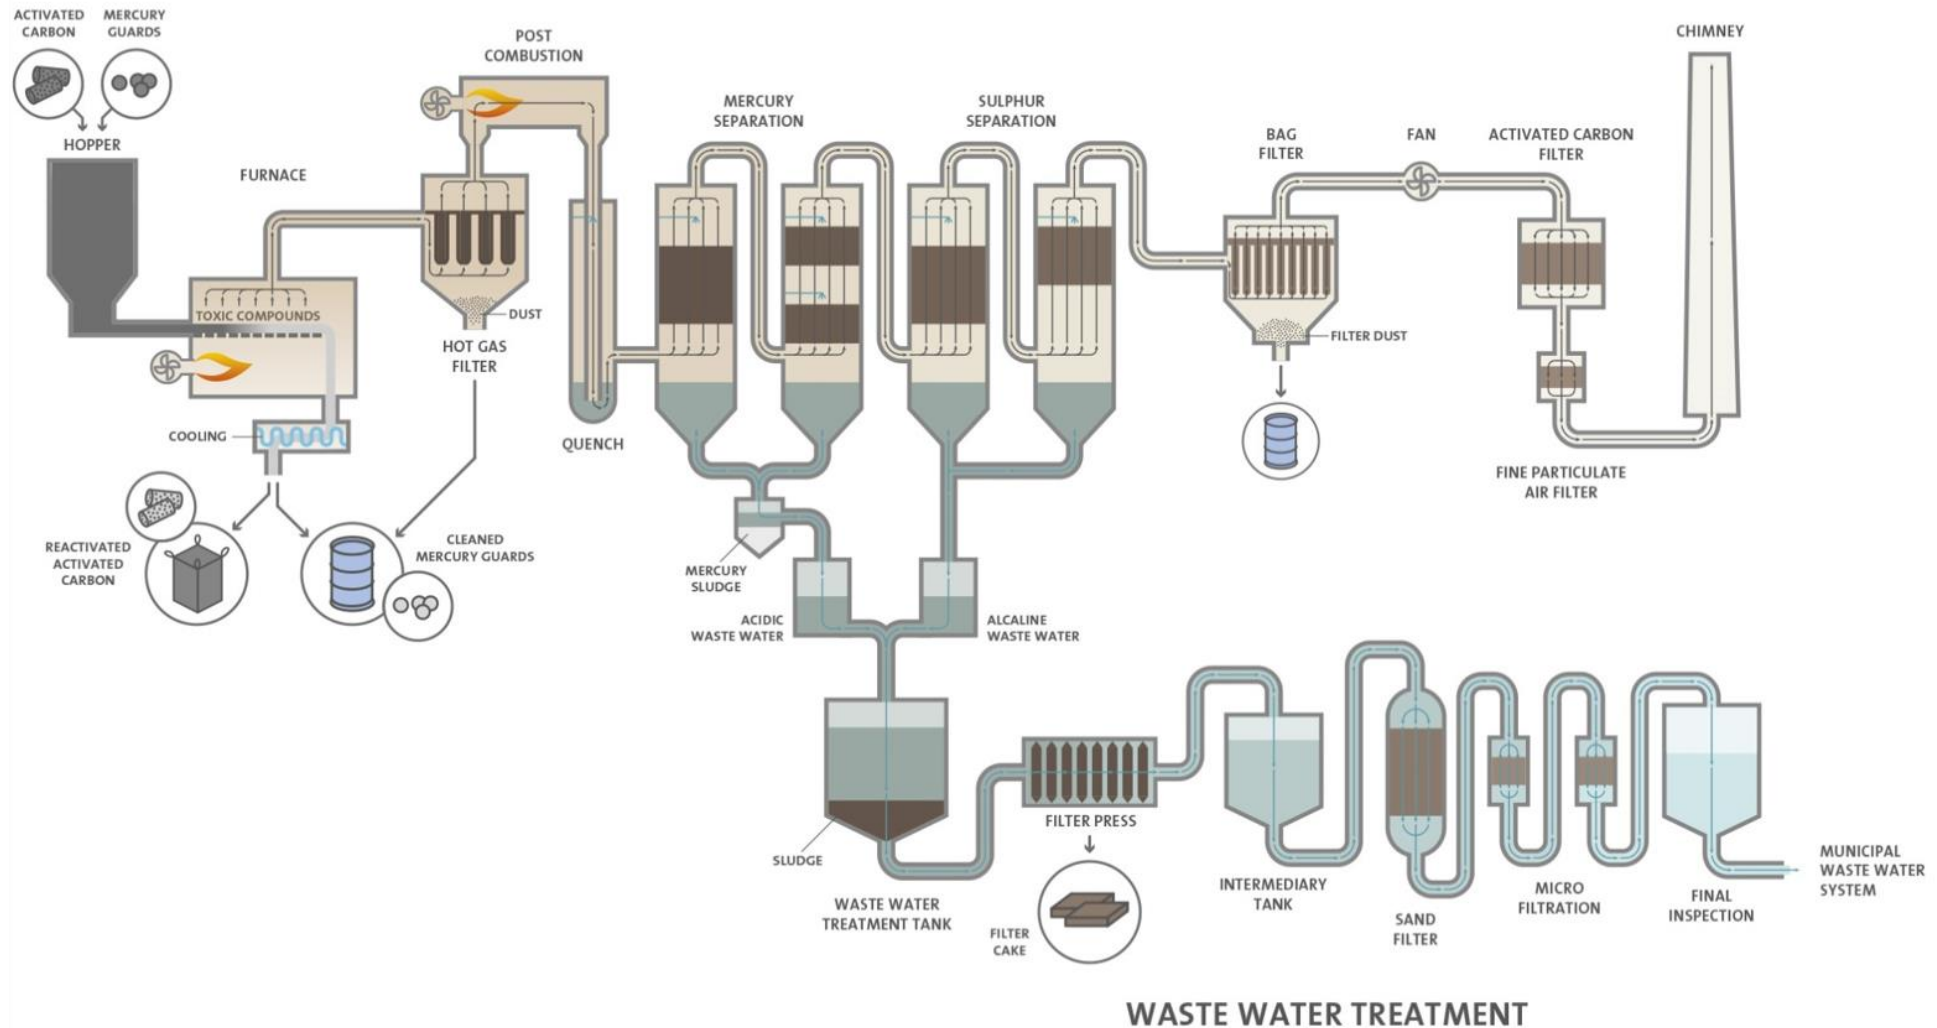 ACTIVATED
CARBON
MERCURY
GUARDS
HOPPER
FURNACE
TOXIC COMPOUNDS
COOLING
REACTIVATED
ACTIVATED
CARBON
CLEANED
MERCURY GUARDS
POST
COMBUSTION
DUST
HOT GAS
FILTER
QUENCH
MERCURY
SEPARATION
SULPHUR
SEPARATION
MERCURY
SLUDGE
ACIDIC
WASTE WATER
ALCALINE
WASTE WATER
BAG
FILTER
FILTER DUST
FAN
ACTIVATED CARBON
FILTER
FINE PARTICULATE
AIR FILTER
CHIMNEY
SLUDGE
WASTE WATER
TREATMENT TANK
FILTER PRESS
FILTER
CAKE
INTERMEDIARY
TANK
SAND
FILTER
MICRO
FILTRATION
FINAL
INSPECTION
MUNICIPAL
WASTE WATER
SYSTEM
WASTE WATER TREATMENT